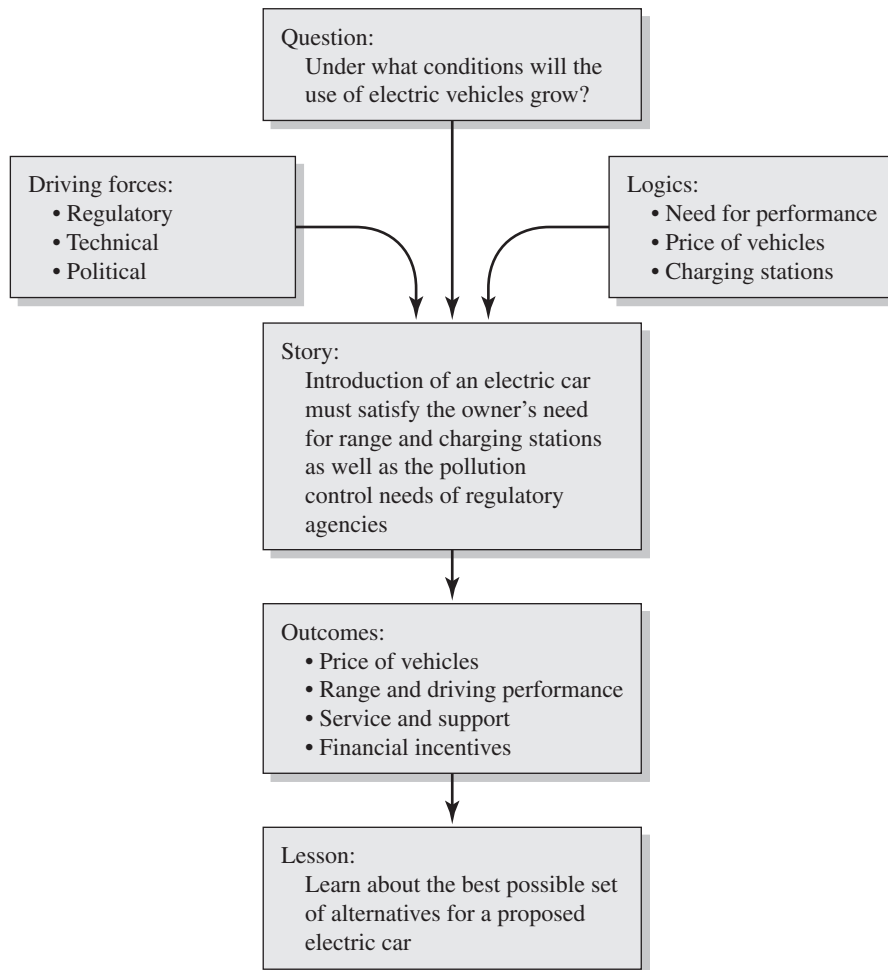 Question:
Under what conditions will the
use of electric vehicles grow?
Driving forces:
• Regulatory
• Technical
• Political
Logics:
• Need for performance
• Price of vehicles
• Charging stations
Story:
Introduction of an electric car
must satisfy the owner's need
for range and charging stations
as well as the pollution
control needs of regulatory
agencies
Outcomes:
• Price of vehicles
• Range and driving performance
• Service and support
• Financial incentives
Lesson:
Learn about the best possible set
of alternatives for a proposed
electric car